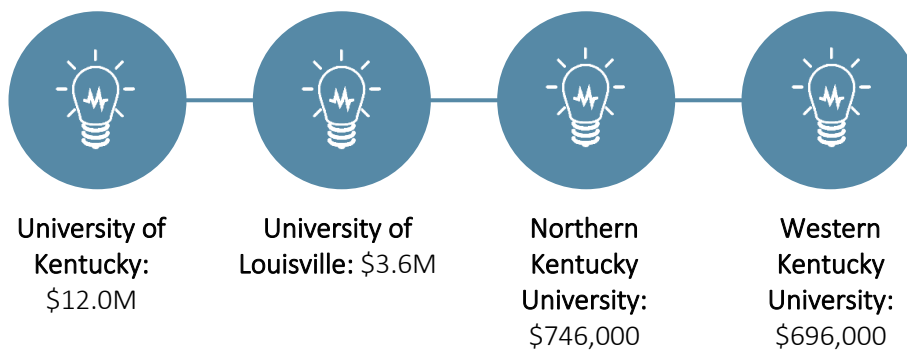 University of
Kentucky:
$12.0M
University of
Louisville: $3.6M
Northern
Kentucky
University:
$746,000
Western
Kentucky
University:
$696,000